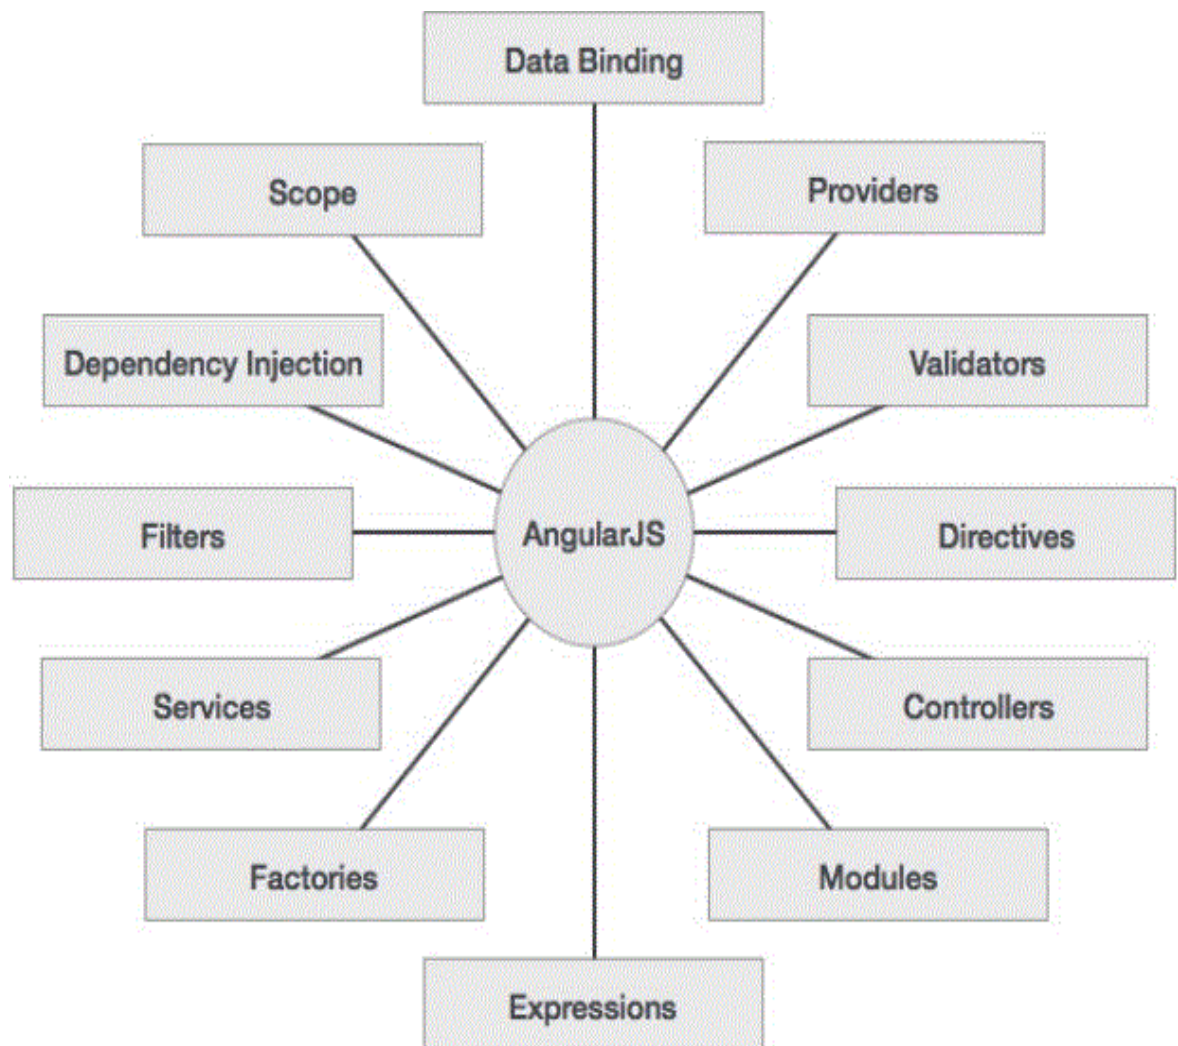 Data Binding
Scope
Providers
Dependency Injection
Validators
Filters
AngularJS
Directives
Services
Controllers
Factories
Modules
Expressions